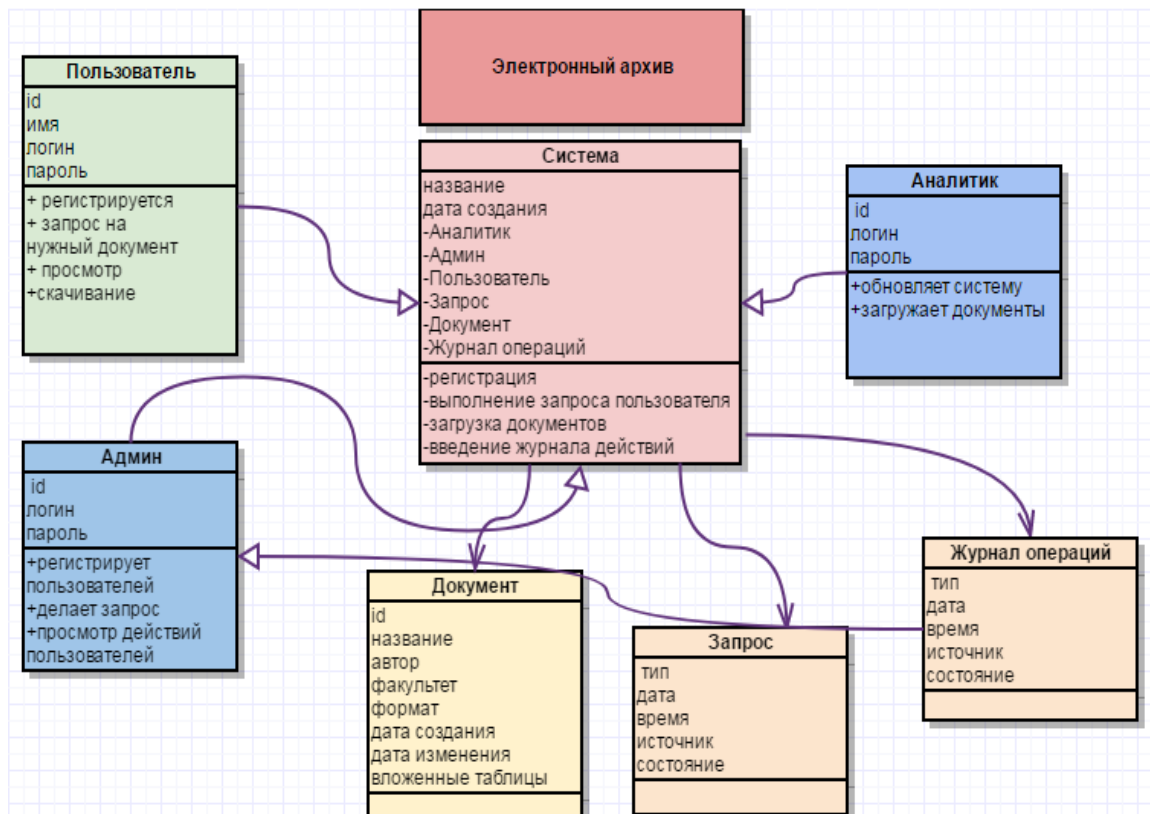 Электронный архив
Пользователь
id
имя
логин
пароль
+ регистрируется
+ запрос на
нужный документ
+ просмотр
+скачивание
Система
название
дата создания
-Аналитик
-Админ
-Пользователь
-Запрос
-Документ
-Журнал операций
-регистрация
-выполнение запроса пользователя
-загрузка документов
-введение журнала действий
Аналитик
id
логин
пароль
+обновляет систему
+загружает документы
Админ
id
логин
пароль
+регистрирует
пользователей
+делает запрос
+просмотр действий
пользователей
Документ
id
название
автор
факультет
формат
дата создания
дата изменения
вложенные таблицы
Запрос
тип
дата
время
источник
состояние
Журнал операций
тип
дата
время
источник
состояние